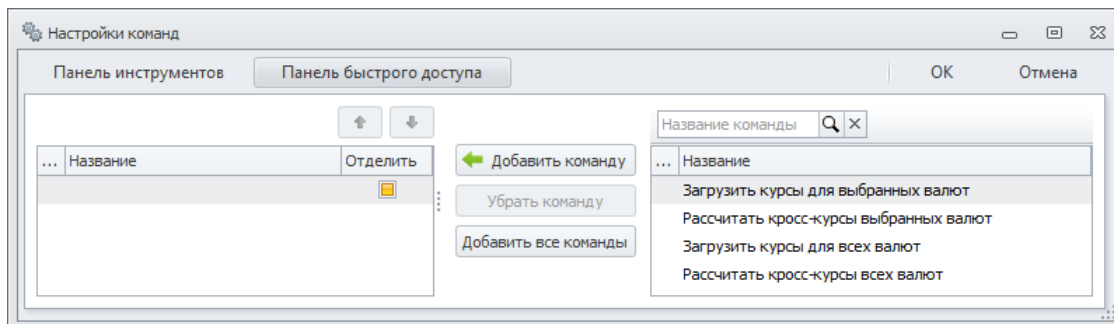 Настройки команд
Панель инструментов Панель быстрого доступа ОК Отмена
Название команды
... Название Отделить
Добавить команду
Убрать команду
Добавить все команды
... Название
Загрузить курсы для выбранных валют
Рассчитать кросс-курсы выбранных валют
Загрузить курсы для всех валют
Рассчитать кросс-курсы всех валют